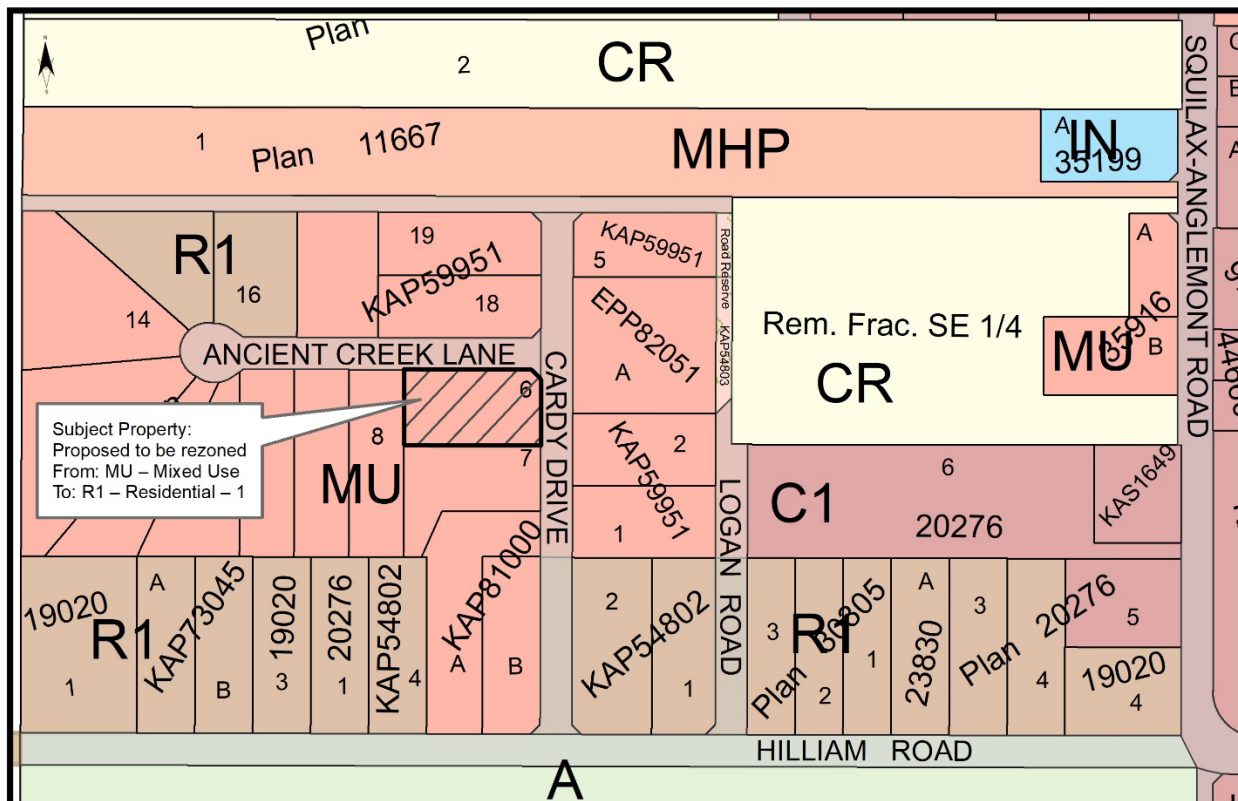 N
S
Plan
2
CR
SQUILAX-ANGLEMONT ROAD
1
Plan
11667
MHP
A
IN
35199
A
R1
16
14
19
KAP59951
18
KAP59951
5
Road Reserve KAP54803
EPP82051
A
Rem. Frac. SE 1/4
CR
A
35916
MU
B
ANCIENT CREEK LANE
CARDY DRIVE
6
Subject Property:
Proposed to be rezoned
From: MU – Mixed Use
To: R1 – Residential – 1
8
7
MU
2
KAP59951
1
LOGAN ROAD
6
C1
20276
KAS1649
19020
R1
1
A
KAP73045
B
19020
3
20276
1
KAP54802
4
KAP81000
A
B
2
KAP54802
1
3
R1
Plan 30805
2
1
A
23830
3
Plan
20276
4
5
19020
4
HILLIAM ROAD
A